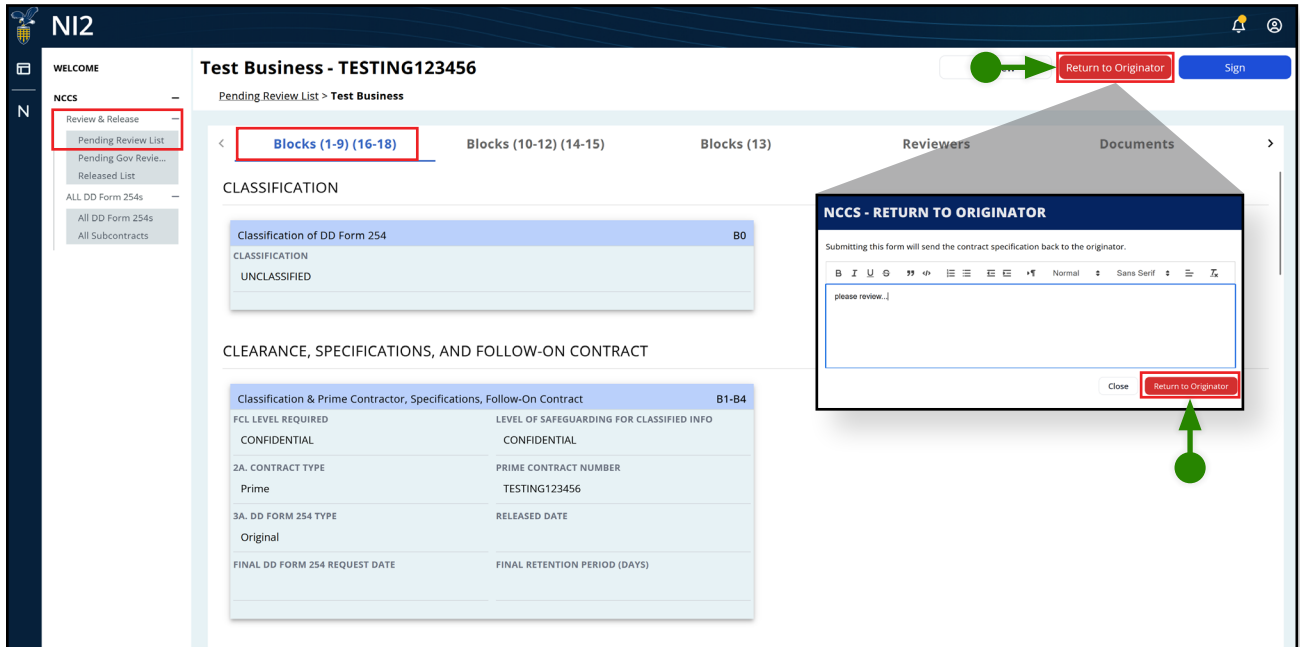 NI2
WELCOME
NCCS
Review & Release
Pending Review List
Pending Gov Revie...
Released List
ALL DD Form 254s
All DD Form 254s
All Subcontracts
N
Test Business - TESTING123456
Pending Review List > Test Business
Return to Originator
Sign
Blocks (1-9) (16-18)
Blocks (10-12) (14-15)
Blocks (13)
Reviewers
Documents
CLASSIFICATION
Classification of DD Form 254 B0
CLASSIFICATION
UNCLASSIFIED
CLEARANCE, SPECIFICATIONS, AND FOLLOW-ON CONTRACT
Classification & Prime Contractor, Specifications, Follow-On Contract B1-B4
FCL LEVEL REQUIRED LEVEL OF SAFEGUARDING FOR CLASSIFIED INFO
CONFIDENTIAL CONFIDENTIAL
2A. CONTRACT TYPE PRIME CONTRACT NUMBER
Prime TESTING123456
3A. DD FORM 254 TYPE RELEASED DATE
Original
FINAL DD FORM 254 REQUEST DATE FINAL RETENTION PERIOD (DAYS)
NCCS - RETURN TO ORIGINATOR
Submitting this form will send the contract specification back to the originator.
B I U S Normal Sans Serif
please review...
Close Return to Originator